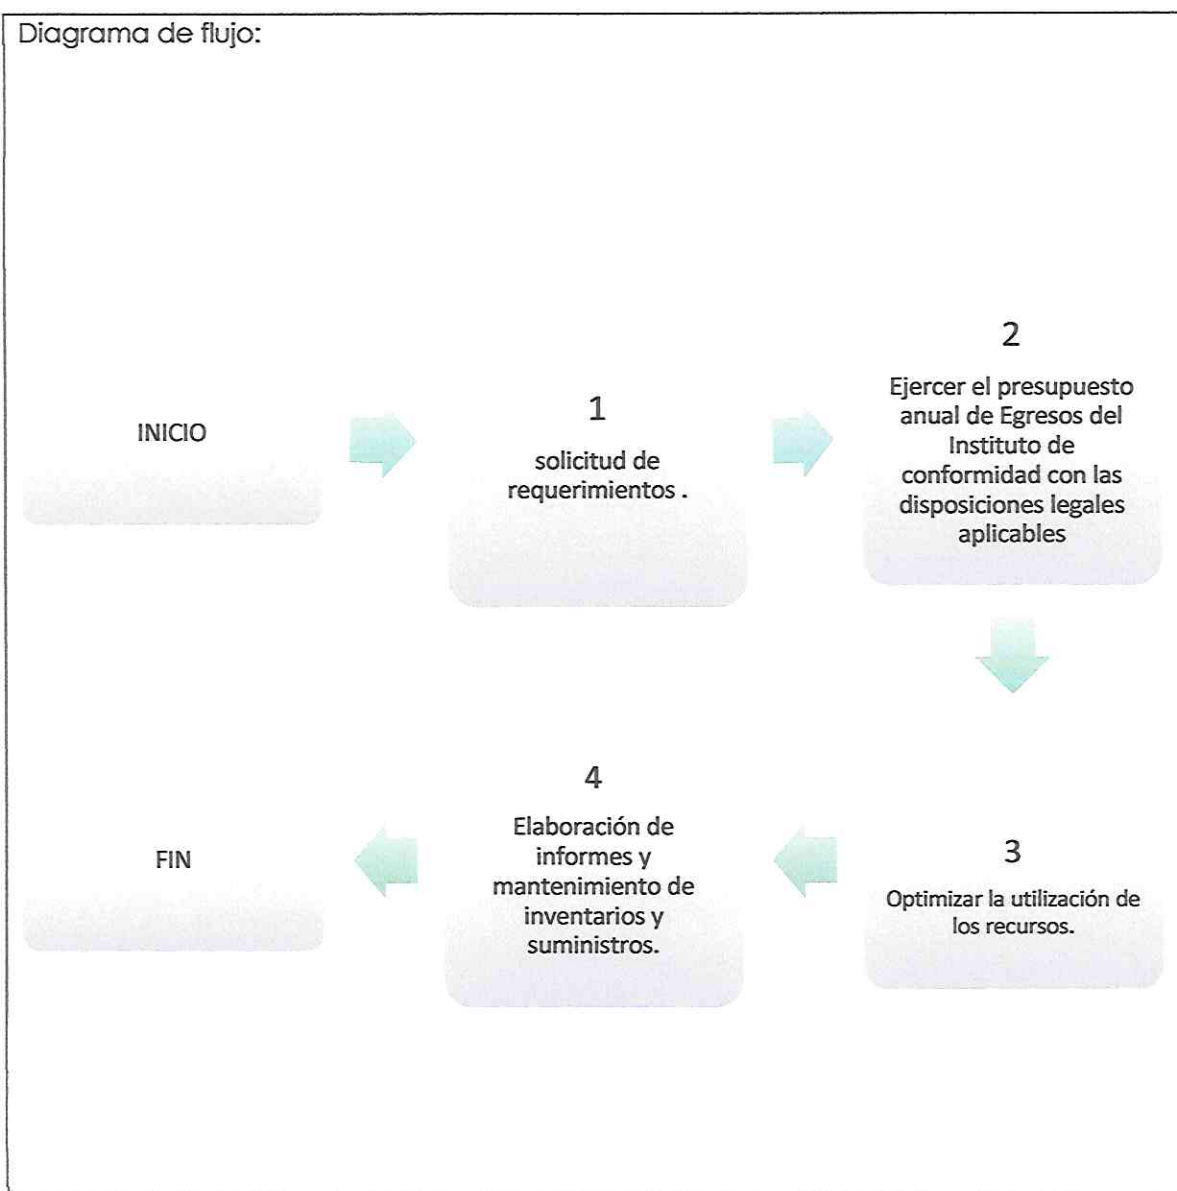 Diagrama de flujo:
INICIO
1
solicitud de
requerimientos .
2
Ejercer el presupuesto
anual de Egresos del
Instituto de
conformidad con las
disposiciones legales
aplicables
3
Optimizar la utilización de
los recursos.
4
Elaboración de
informes y
mantenimiento de
inventarios y
suministros.
FIN